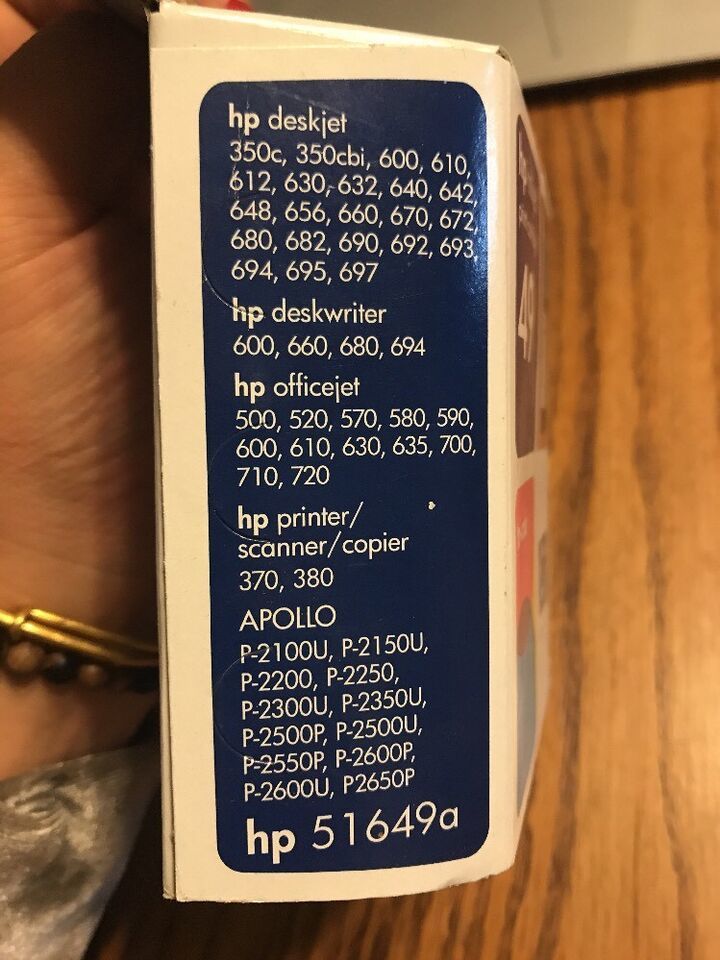 hp deskjet
350c, 350cbi, 600, 610,
612, 630, 632, 640, 642,
648, 656, 660, 670, 672,
680, 682, 690, 692, 693,
694, 695, 697
hp deskwriter
600, 660, 680, 694
hp officejet
500, 520, 570, 580, 590,
600, 610, 630, 635, 700,
710, 720
hp printer/
scanner/copier
370, 380
APOLLO
P-2100U, P-2150U,
P-2200, P-2250,
P-2300U, P-2350U,
P-2500P, P-2500U,
P-2550P, P-2600P,
P-2600U, P2650P
hp 51649a
49